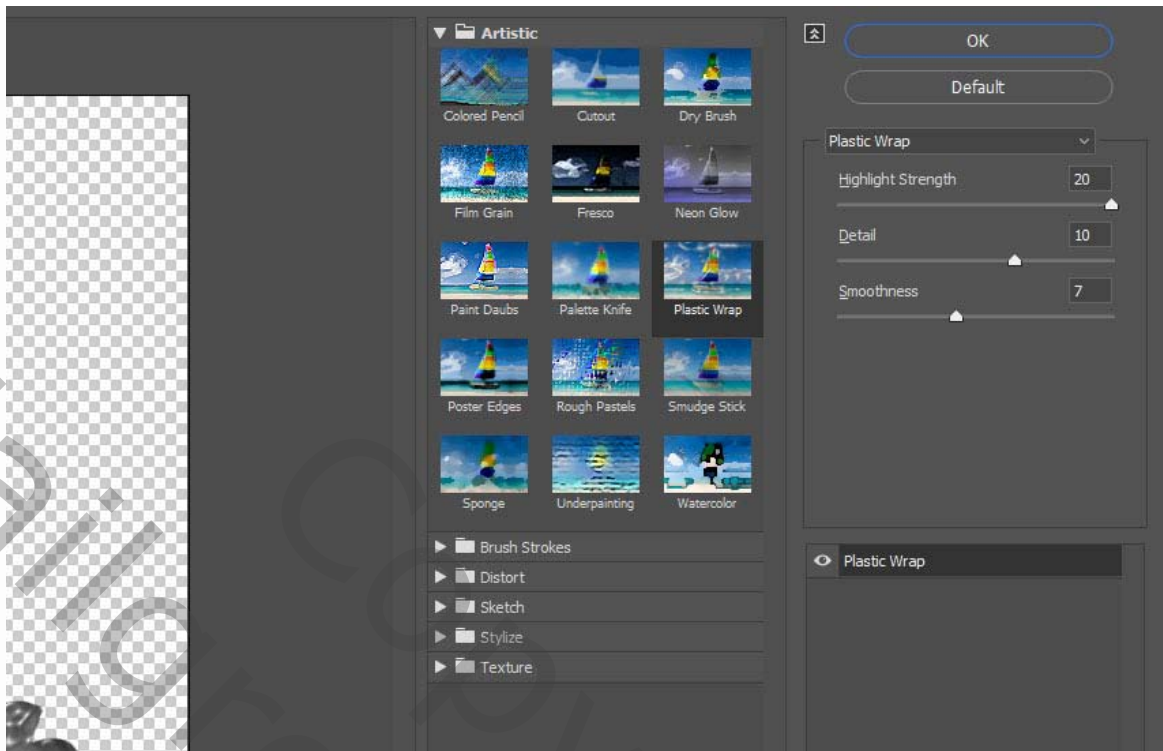 Artistic
Colored Pencil
Cutout
Dry Brush
Film Grain
Fresco
Neon Glow
Paint Daubs
Palette Knife
Plastic Wrap
Poster Edges
Rough Pastels
Smudge Stick
Sponge
Underpainting
Watercolor
Brush Strokes
Distort
Sketch
Stylize
Texture
OK
Default
Plastic Wrap
Highlight Strength 20
Detail 10
Smoothness 7
Plastic Wrap